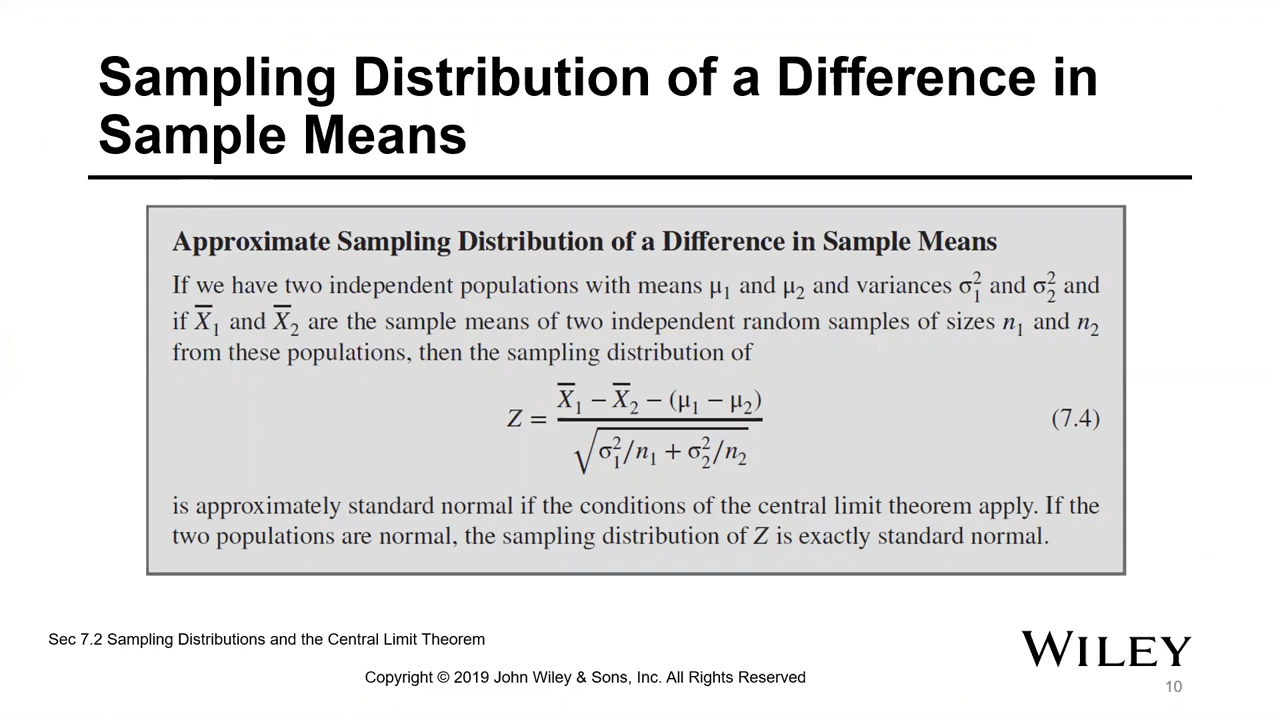 Sampling Distribution of a Difference in
Sample Means
Approximate Sampling Distribution of a Difference in Sample Means
If we have two independent populations with means μ₁ and μ₂ and variances σ₁² and σ₂² and
if X̅₁ and X̅₂ are the sample means of two independent random samples of sizes n₁ and n₂
from these populations, then the sampling distribution of
Z = (X̅₁ − X̅₂ − (μ₁ − μ₂)) / √(σ₁²/n₁ + σ₂²/n₂) (7.4)
is approximately standard normal if the conditions of the central limit theorem apply. If the
two populations are normal, the sampling distribution of Z is exactly standard normal.
Sec 7.2 Sampling Distributions and the Central Limit Theorem
WILEY
Copyright © 2019 John Wiley & Sons, Inc. All Rights Reserved
10